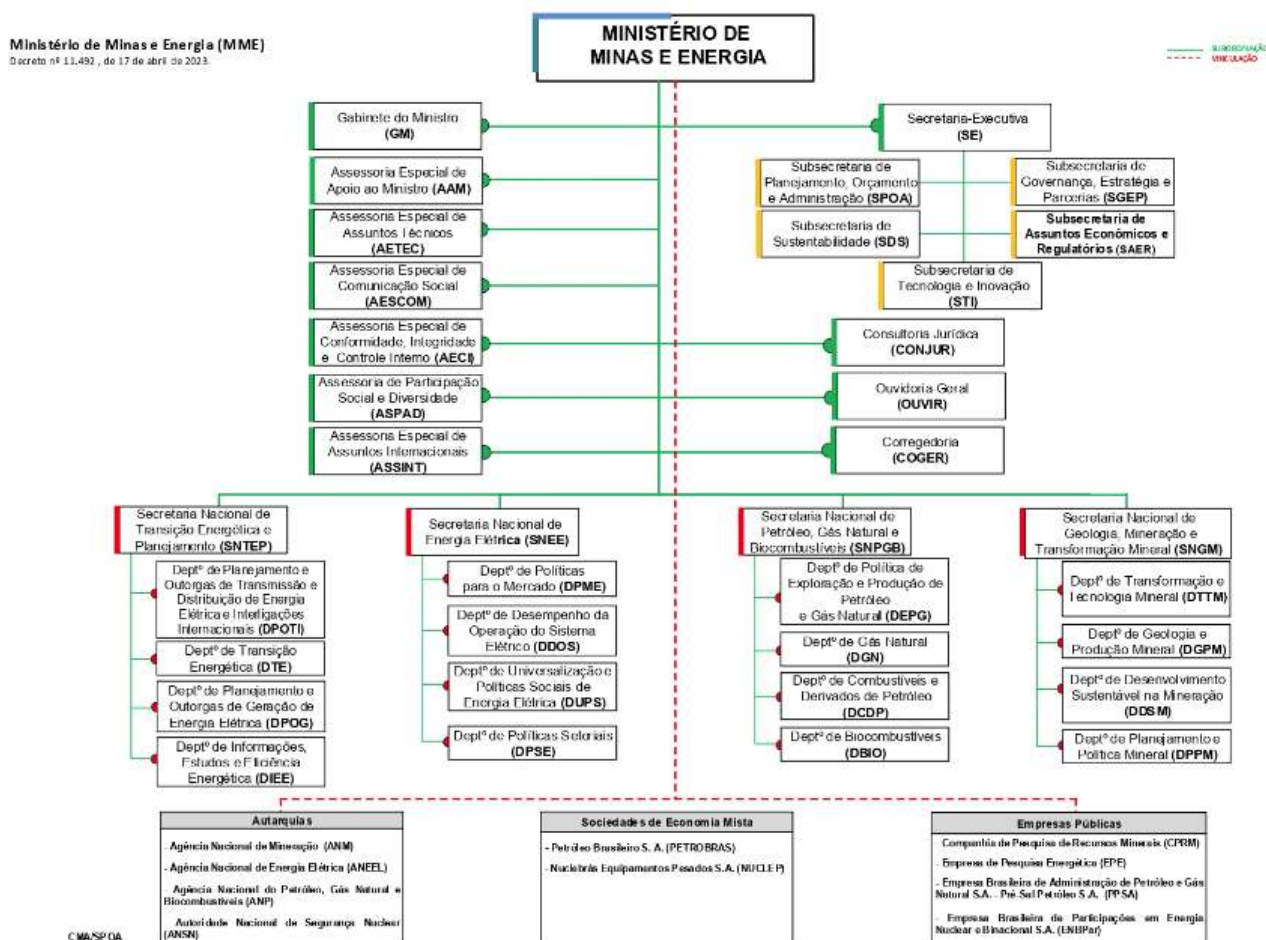 Ministério de Minas e Energia (MME)
Decreto nº 11.492 , de 17 de abril de 2023.
MINISTÉRIO DE
MINAS E ENERGIA
SUBORDINAÇÃO
VINCULAÇÃO
Gabinete do Ministro
(GM)
Secretaria-Executiva
(SE)
Assessoria Especial de
Apoio ao Ministro (AAM)
Subsecretaria de
Planejamento, Orçamento
e Administração (SPOA)
Subsecretaria de
Governança, Estratégia e
Parcerias (SGEP)
Assessoria Especial de
Assuntos Técnicos
(AETEC)
Subsecretaria de
Sustentabilidade (SDS)
Subsecretaria de
Assuntos Econômicos e
Regulatórios (SAER)
Assessoria Especial de
Comunicação Social
(AESCOM)
Subsecretaria de
Tecnologia e Inovação
(STI)
Assessoria Especial de
Conformidade, Integridade
e Controle Interno (AECI)
Consultoria Jurídica
(CONJUR)
Assessoria de Participação
Social e Diversidade
(ASPAD)
Ouvidoria Geral
(OUVIR)
Assessoria Especial de
Assuntos Internacionais
(ASSINT)
Corregedoria
(COGER)
Secretaria Nacional de
Transição Energética e
Planejamento (SNTEP)
Deptº de Planejamento e
Outorgas de Transmissão e
Distribuição de Energia
Elétrica e Interligações
Internacionais (DPOTI)
Deptº de Transição
Energética (DTE)
Deptº de Planejamento e
Outorgas de Geração de
Energia Elétrica (DPOG)
Deptº de Informações,
Estudos e Eficiência
Energética (DIEE)
Secretaria Nacional de
Energia Elétrica (SNEE)
Deptº de Políticas
para o Mercado (DPME)
Deptº de Desempenho da
Operação do Sistema
Elétrico (DDOS)
Deptº de Universalização e
Políticas Sociais de
Energia Elétrica (DUPS)
Deptº de Políticas Setoriais
(DPSE)
Secretaria Nacional de
Petróleo, Gás Natural e
Biocombustíveis (SNPGB)
Deptº de Política de
Exploração e Produção de
Petróleo
e Gás Natural (DEPG)
Deptº de Gás Natural
(DGN)
Deptº de Combustíveis e
Derivados de Petróleo
(DCDP)
Deptº de Biocombustíveis
(DBIO)
Secretaria Nacional de
Geologia, Mineração e
Transformação Mineral (SNGM)
Deptº de Transformação e
Tecnologia Mineral (DTTM)
Deptº de Geologia e
Produção Mineral (DGPM)
Deptº de Desenvolvimento
Sustentável na Mineração
(DDSM)
Deptº de Planejamento e
Política Mineral (DPPM)
Autarquias
- Agência Nacional de Mineração (ANM)
- Agência Nacional de Energia Elétrica (ANEEL)
- Agência Nacional do Petróleo, Gás Natural e
Biocombustíveis (ANP)
- Autoridade Nacional de Segurança Nuclear
(ANSN)
Sociedades de Economia Mista
- Petróleo Brasileiro S. A. (PETROBRAS)
- Nuclebrás Equipamentos Pesados S.A. (NUCLEP)
Empresas Públicas
- Companhia de Pesquisa de Recursos Minerais (CPRM)
- Empresa de Pesquisa Energética (EPE)
- Empresa Brasileira de Administração de Petróleo e Gás
Natural S.A. - Pré-Sal Petróleo S.A. (PPSA)
- Empresa Brasileira de Participações em Energia
Nuclear e Binacional S.A. (ENBPar)
CMA/SPOA